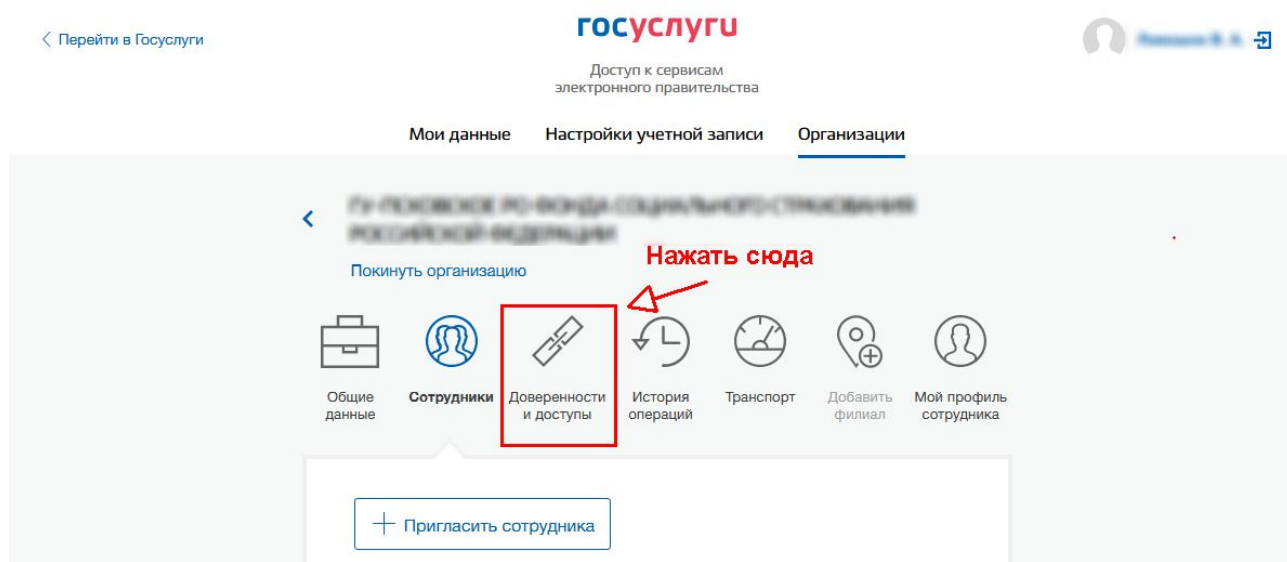 Перейти в Госуслуги
госуслуги
Доступ к сервисам
электронного правительства
Мои данные Настройки учетной записи Организации
Покинуть организацию
Нажать сюда
Общие данные
Сотрудники
Доверенности и доступы
История операций
Транспорт
Добавить филиал
Мой профиль сотрудника
Пригласить сотрудника